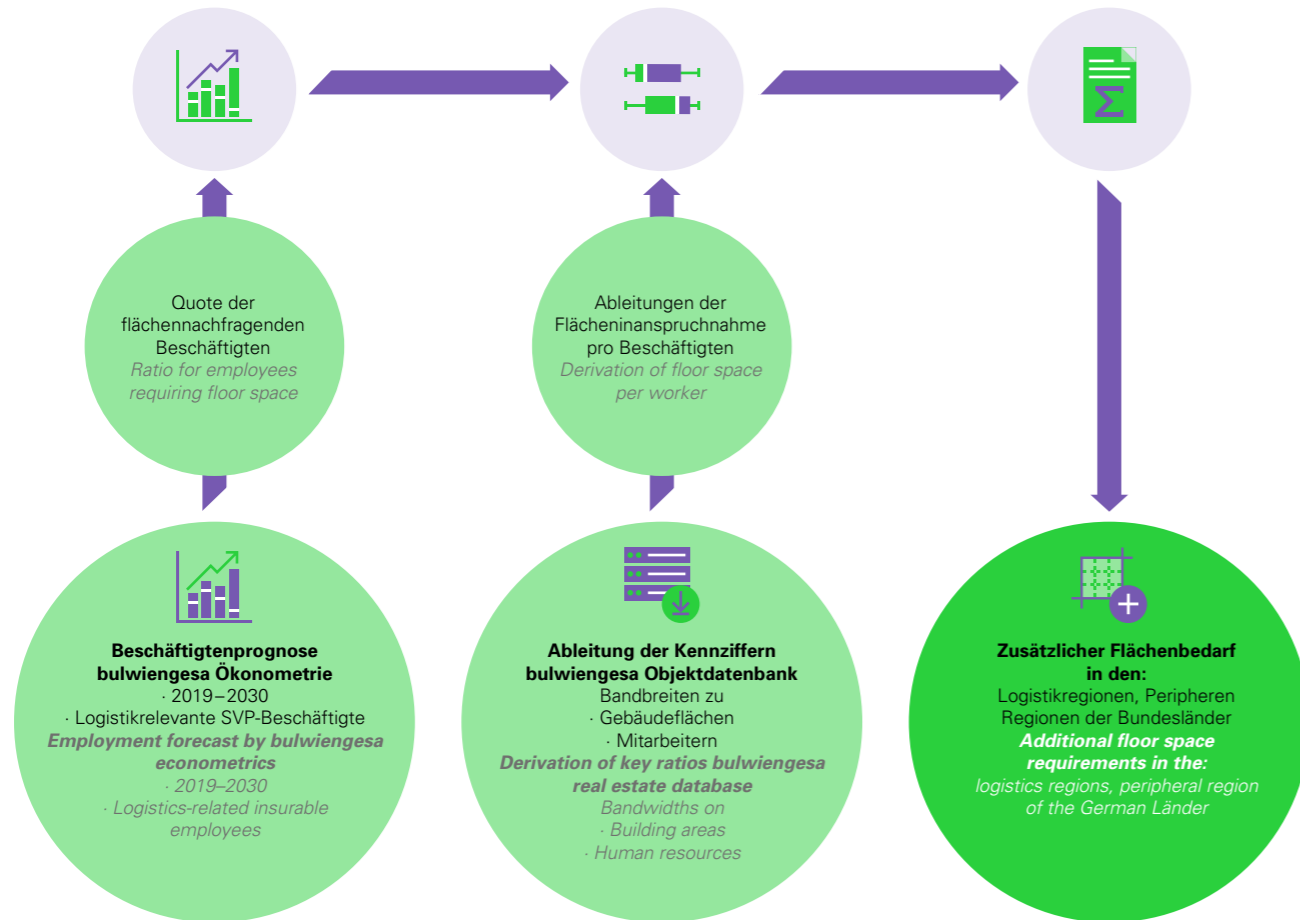 Quote der
flächennachfragenden
Beschäftigten
Ratio for employees
requiring floor space
Ableitungen der
Flächeninanspruchnahme
pro Beschäftigten
Derivation of floor space
per worker
Beschäftigtenprognose
bulwiengesa Ökonometrie
· 2019–2030
· Logistikrelevante SVP-Beschäftigte
Employment forecast by bulwiengesa
econometrics
· 2019–2030
· Logistics-related insurable
employees
Ableitung der Kennziffern
bulwiengesa Objektdatenbank
Bandbreiten zu
· Gebäudeflächen
· Mitarbeitern
Derivation of key ratios bulwiengesa
real estate database
Bandwidths on
· Building areas
· Human resources
Zusätzlicher Flächenbedarf
in den:
Logistikregionen, Peripheren
Regionen der Bundesländer
Additional floor space
requirements in the:
logistics regions, peripheral region
of the German Länder